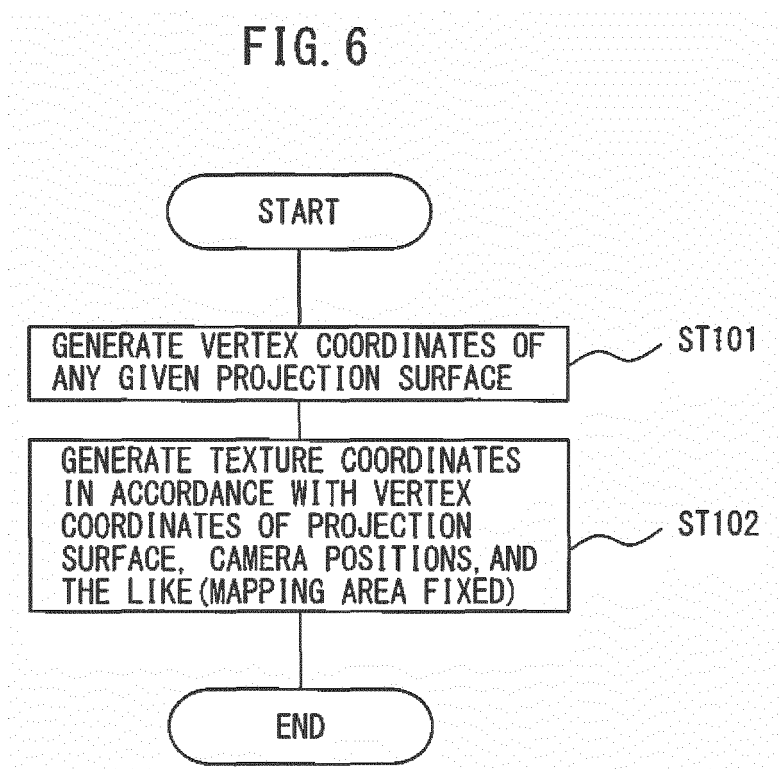 FIG. 6
START
GENERATE VERTEX COORDINATES OF
ANY GIVEN PROJECTION SURFACE
ST101
GENERATE TEXTURE COORDINATES
IN ACCORDANCE WITH VERTEX
COORDINATES OF PROJECTION
SURFACE, CAMERA POSITIONS, AND
THE LIKE (MAPPING AREA FIXED)
ST102
END